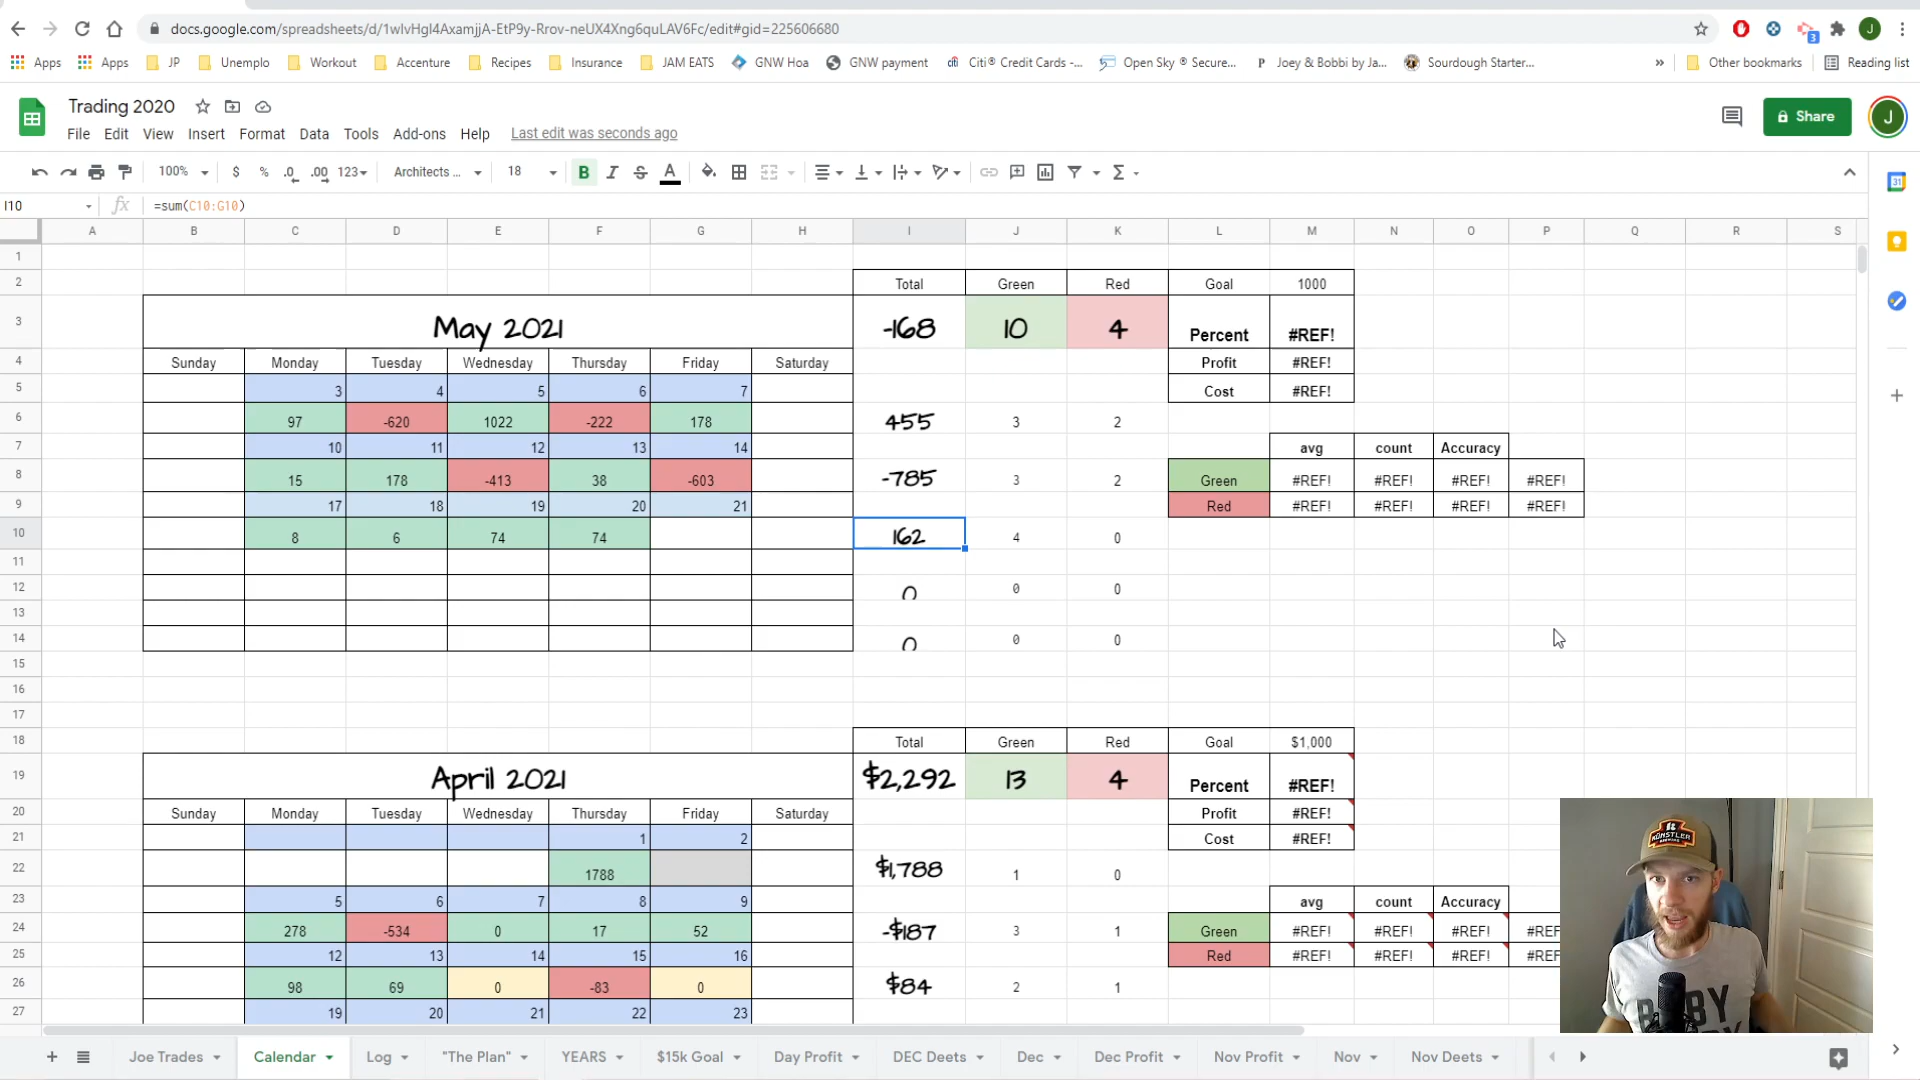 docs.google.com/spreadsheets/d/1wIvHgI4AxamjjA-EtP9y-Rrov-neUX4Xng6quLAV6Fc/edit#gid=225606680
Apps Apps JP Unemplo Workout Accenture Recipes Insurance JAM EATS GNW Hoa GNW payment Citi® Credit Cards -... Open Sky ® Secure... Joey & Bobbi by Ja... Sourdough Starter... » Other bookmarks Reading list
Trading 2020
File Edit View Insert Format Data Tools Add-ons Help Last edit was seconds ago
Share J
100% $ % .0 .00 123 Architects ... 18 B I S A
I10 fx =sum(C10:G10)
A B C D E F G H I J K L M N O P Q R S
1
2 Total Green Red Goal 1000
3 May 2021 -168 10 4 Percent #REF!
4 Sunday Monday Tuesday Wednesday Thursday Friday Saturday Profit #REF!
5 3 4 5 6 7 Cost #REF!
6 97 -620 1022 -222 178 455 3 2
7 10 11 12 13 14 avg count Accuracy
8 15 178 -413 38 -603 -785 3 2 Green #REF! #REF! #REF! #REF!
9 17 18 19 20 21 Red #REF! #REF! #REF! #REF!
10 8 6 74 74 162 4 0
11
12 0 0 0
13
14 0 0 0
15
16
17
18 Total Green Red Goal $1,000
19 April 2021 $2,292 13 4 Percent #REF!
20 Sunday Monday Tuesday Wednesday Thursday Friday Saturday Profit #REF!
21 1 2 Cost #REF!
22 1788 $1,788 1 0
23 5 6 7 8 9 avg count Accuracy
24 278 -534 0 17 52 -$187 3 1 Green #REF! #REF! #REF! #REF
25 12 13 14 15 16 Red #REF! #REF! #REF! #REF
26 98 69 0 -83 0 $84 2 1
27 19 20 21 22 23
KÜNSTLER
Joe Trades Calendar Log "The Plan" YEARS $15k Goal Day Profit DEC Deets Dec Dec Profit Nov Profit Nov Nov Deets